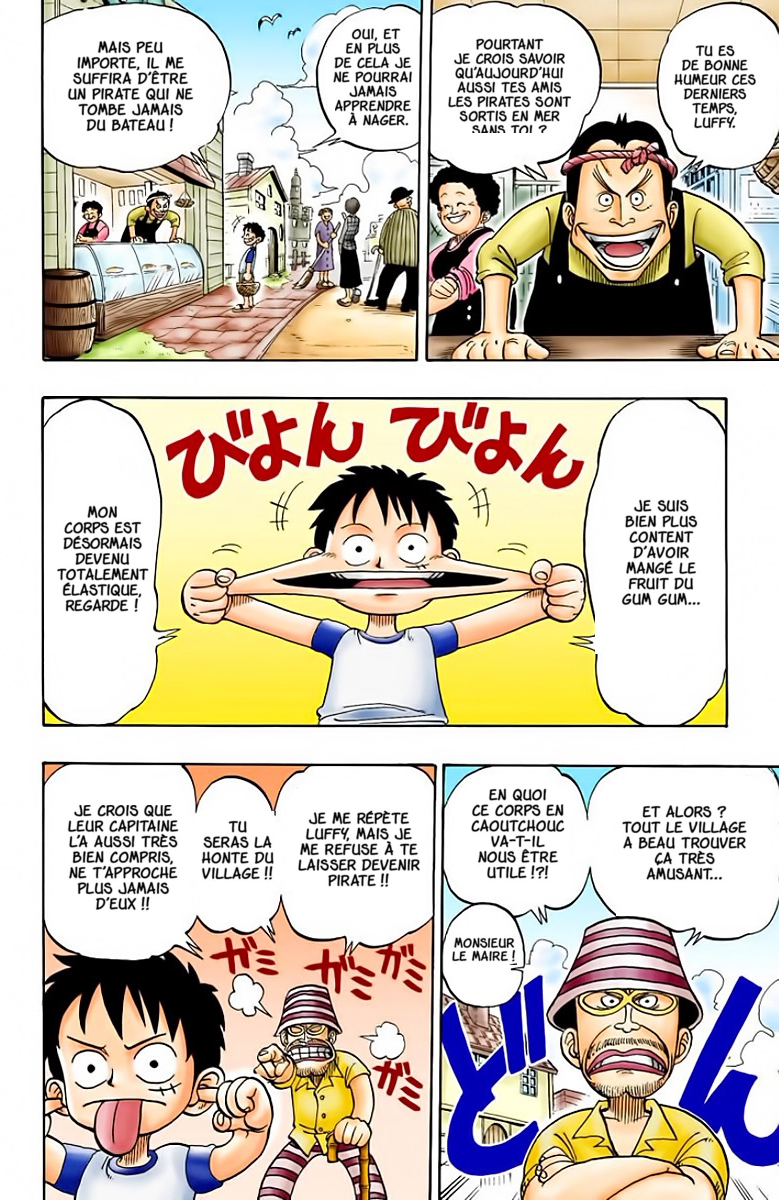 TU ES
DE BONNE
HUMEUR CES
DERNIERS
TEMPS,
LUFFY.
POURTANT
JE CROIS SAVOIR
QU'AUJOURD'HUI
AUSSI TES AMIS
LES PIRATES SONT
SORTIS EN MER
SANS TOI ?
OUI, ET
EN PLUS
DE CELA JE
NE POURRAI
JAMAIS
APPRENDRE
À NAGER.
MAIS PEU
IMPORTE, IL ME
SUFFIRA D'ÊTRE
UN PIRATE QUI NE
TOMBE JAMAIS
DU BATEAU !
JE SUIS
BIEN PLUS
CONTENT
D'AVOIR
MANGÉ LE
FRUIT DU
GUM GUM...
びよん びよん
MON
CORPS EST
DÉSORMAIS
DEVENU
TOTALEMENT
ÉLASTIQUE,
REGARDE !
ET ALORS ?
TOUT LE VILLAGE
A BEAU TROUVER
ÇA TRÈS
AMUSANT...
EN QUOI
CE CORPS EN
CAOUTCHOUC
VA-T-IL
NOUS ÊTRE
UTILE !?!
MONSIEUR
LE MAIRE !
どん
JE ME RÉPÈTE
LUFFY, MAIS JE
ME REFUSE À TE
LAISSER DEVENIR
PIRATE !!
TU
SERAS LA
HONTE DU
VILLAGE !!
JE CROIS QUE
LEUR CAPITAINE
L'A AUSSI TRÈS
BIEN COMPRIS,
NE T'APPROCHE
PLUS JAMAIS
D'EUX !!
ガミ
ガミ
ガミ
ガミ